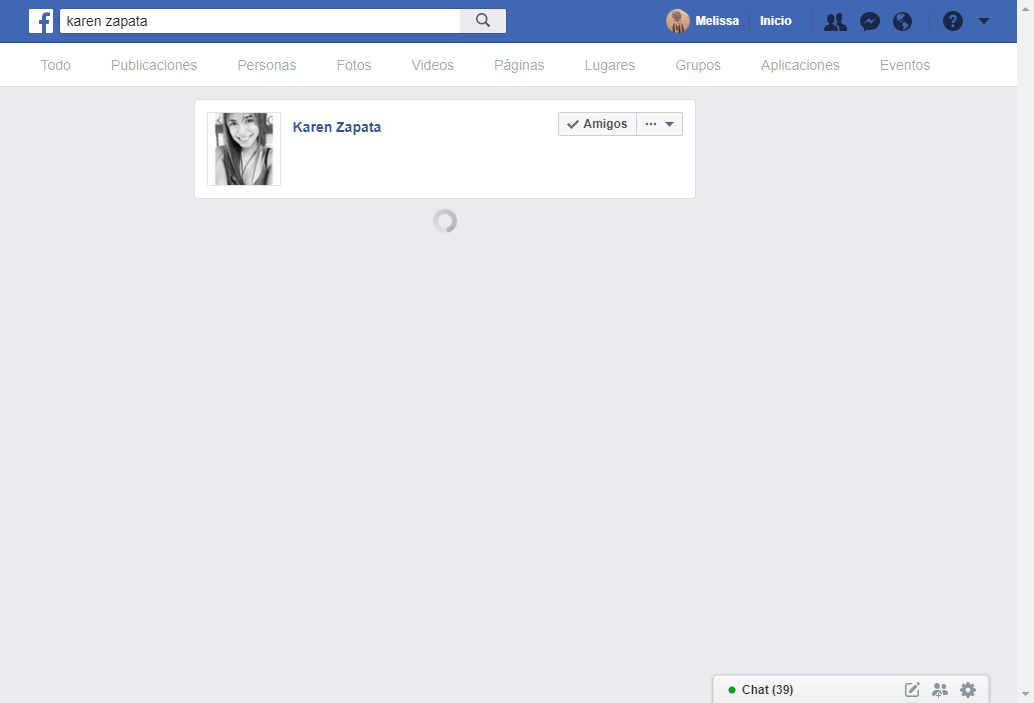 karen zapata
Melissa Inicio
Todo Publicaciones Personas Fotos Videos Páginas Lugares Grupos Aplicaciones Eventos
Karen Zapata
Amigos
Chat (39)